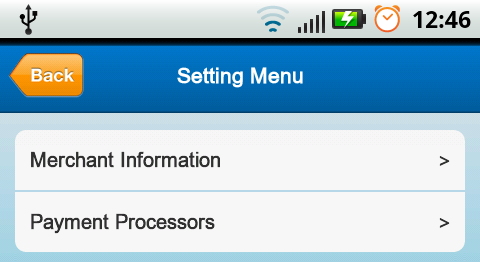 12:46
Back
Setting Menu
Merchant Information >
Payment Processors >